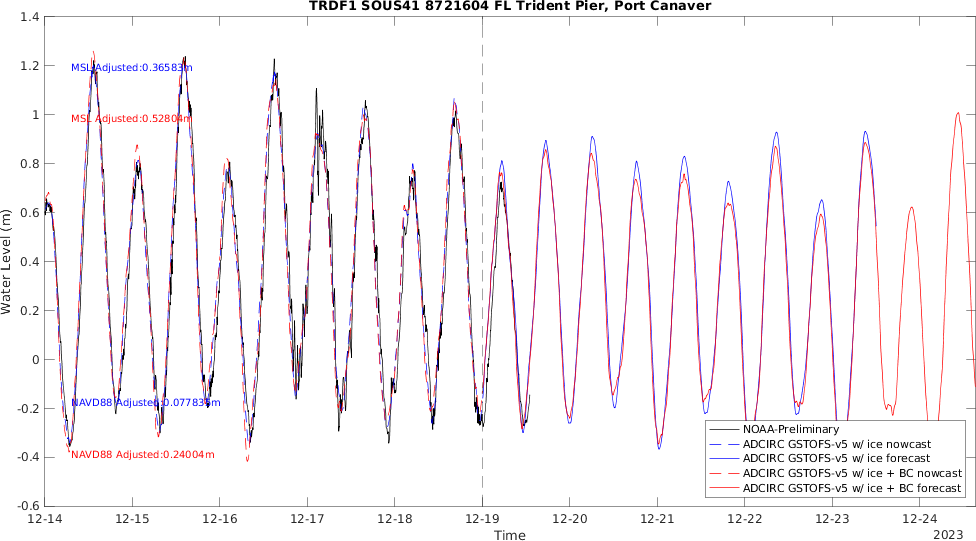 TRDF1 SOUS41 8721604 FL Trident Pier, Port Canaver
1.4
1.2
1
0.8
0.6
0.4
0.2
0
-0.2
-0.4
-0.6
Water Level (m)
MSL Adjusted:0.36583m
MSL Adjusted:0.52804m
NAVD88 Adjusted:0.077835m
NAVD88 Adjusted:0.24004m
NOAA-Preliminary
ADCIRC GSTOFS-v5 w/ ice nowcast
ADCIRC GSTOFS-v5 w/ ice forecast
ADCIRC GSTOFS-v5 w/ ice + BC nowcast
ADCIRC GSTOFS-v5 w/ ice + BC forecast
12-14 12-15 12-16 12-17 12-18 12-19 12-20 12-21 12-22 12-23 12-24
Time
2023